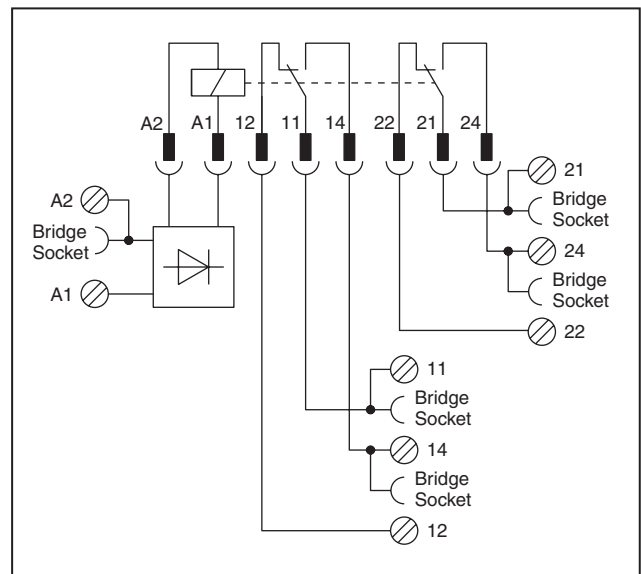 A2 A1 12 11 14 22 21 24
21
Bridge
Socket
24
Bridge
Socket
22
A2
Bridge
Socket
A1
11
Bridge
Socket
14
Bridge
Socket
12